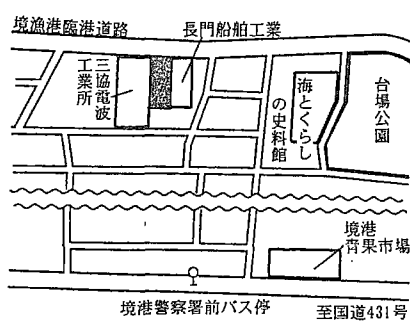 境漁港臨港道路
長門船舶工業
三協電波
工業所
海とくらし
の史料館
台場公園
境港
青果市場
境港警察署前バス停
至国道431号